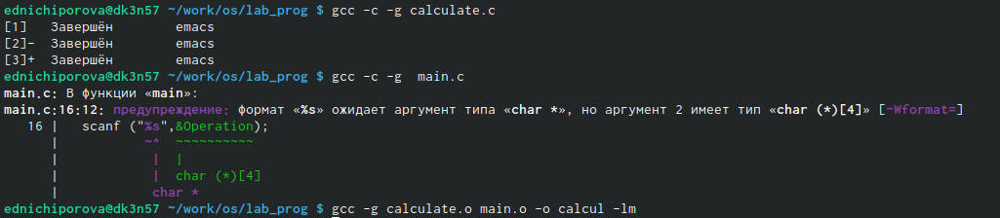 ednichiporova@dk3n57 ~/work/os/lab_prog $ gcc -c -g calculate.c
[1]   Завершён        emacs
[2]-  Завершён        emacs
[3]+  Завершён        emacs
ednichiporova@dk3n57 ~/work/os/lab_prog $ gcc -c -g  main.c
main.c: В функции «main»:
main.c:16:12: предупреждение: формат «%s» ожидает аргумент типа «char *», но аргумент 2 имеет тип «char (*)[4]» [-Wformat=]
   16 |   scanf ("%s",&Operation);
      |           ~^  ~~~~~~~~~~
      |            |  |
      |            |  char (*)[4]
      |            char *
ednichiporova@dk3n57 ~/work/os/lab_prog $ gcc -g calculate.o main.o -o calcul -lm